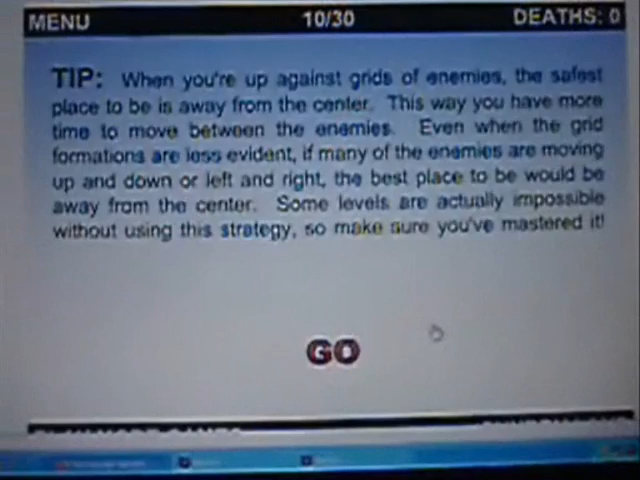 MENU 10/30 DEATHS: 0
TIP: When you're up against grids of enemies, the safest
place to be is away from the center. This way you have more
time to move between the enemies. Even when the grid
formations are less evident, if many of the enemies are moving
up and down or left and right, the best place to be would be
away from the center. Some levels are actually impossible
without using this strategy, so make sure you've mastered it!
GO